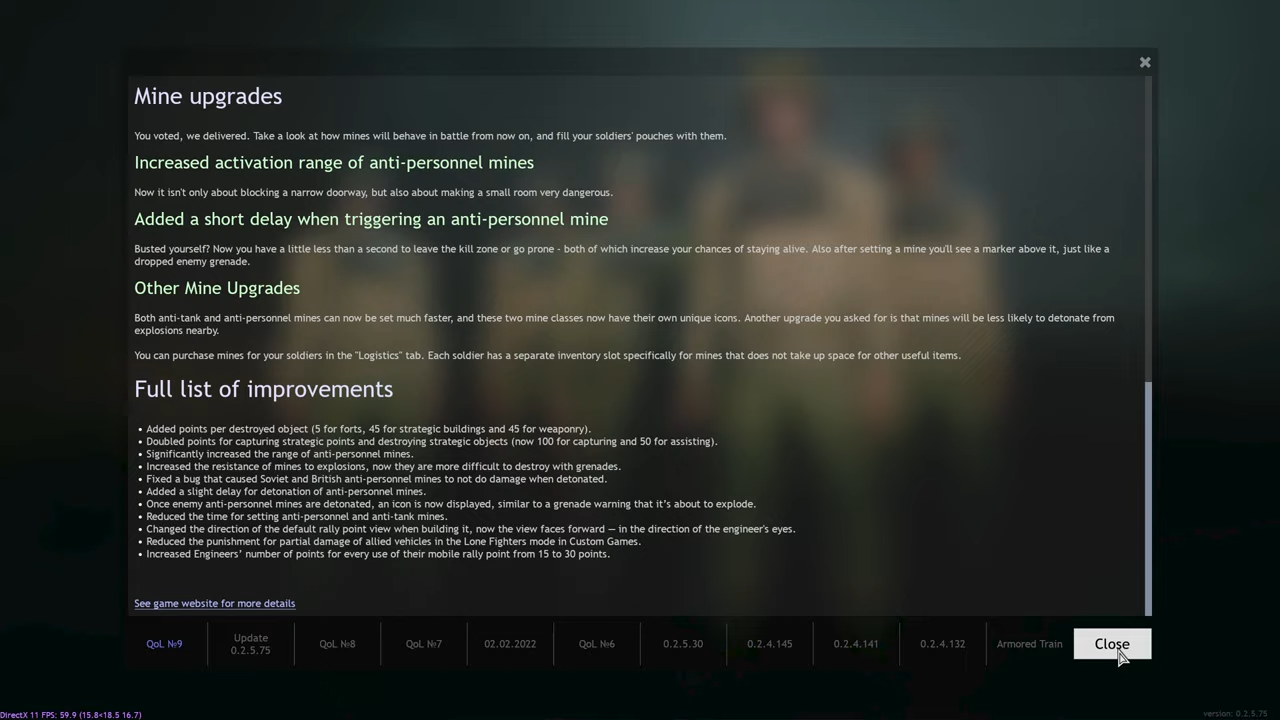 ✖
Mine upgrades
You voted, we delivered. Take a look at how mines will behave in battle from now on, and fill your soldiers' pouches with them.
Increased activation range of anti-personnel mines
Now it isn't only about blocking a narrow doorway, but also about making a small room very dangerous.
Added a short delay when triggering an anti-personnel mine
Busted yourself? Now you have a little less than a second to leave the kill zone or go prone - both of which increase your chances of staying alive. Also after setting a mine you'll see a marker above it, just like a
dropped enemy grenade.
Other Mine Upgrades
Both anti-tank and anti-personnel mines can now be set much faster, and these two mine classes now have their own unique icons. Another upgrade you asked for is that mines will be less likely to detonate from
explosions nearby.
You can purchase mines for your soldiers in the "Logistics" tab. Each soldier has a separate inventory slot specifically for mines that does not take up space for other useful items.
Full list of improvements
• Added points per destroyed object (5 for forts, 45 for strategic buildings and 45 for weaponry).
• Doubled points for capturing strategic points and destroying strategic objects (now 100 for capturing and 50 for assisting).
• Significantly increased the range of anti-personnel mines.
• Increased the resistance of mines to explosions, now they are more difficult to destroy with grenades.
• Fixed a bug that caused Soviet and British anti-personnel mines to not do damage when detonated.
• Added a slight delay for detonation of anti-personnel mines.
• Once enemy anti-personnel mines are detonated, an icon is now displayed, similar to a grenade warning that it’s about to explode.
• Reduced the time for setting anti-personnel and anti-tank mines.
• Changed the direction of the default rally point view when building it, now the view faces forward — in the direction of the engineer's eyes.
• Reduced the punishment for partial damage of allied vehicles in the Lone Fighters mode in Custom Games.
• Increased Engineers’ number of points for every use of their mobile rally point from 15 to 30 points.
See game website for more details
QoL №9
Update
0.2.5.75
QoL №8
QoL №7
02.02.2022
QoL №6
0.2.5.30
0.2.4.145
0.2.4.141
0.2.4.132
Armored Train
Close
DirectX 11 FPS: 59.9 (15.8<18.5 16.7)
version: 0.2.5.75